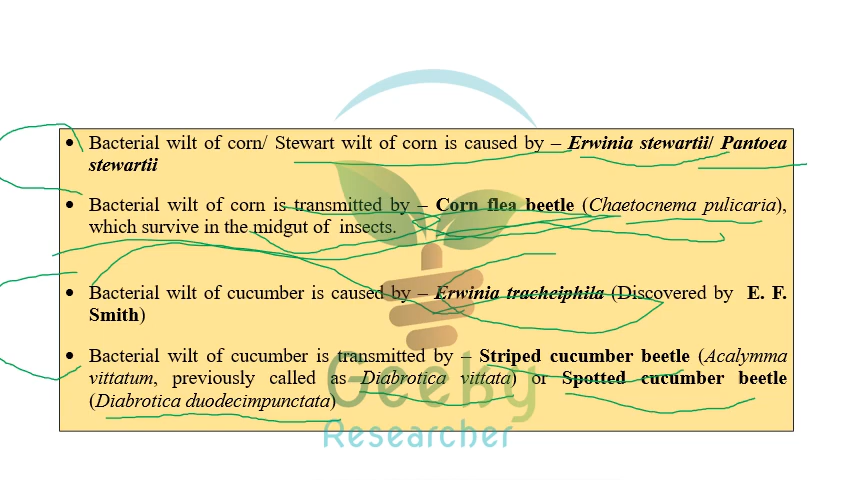 • Bacterial wilt of corn/ Stewart wilt of corn is caused by – Erwinia stewartii/ Pantoea
stewartii
• Bacterial wilt of corn is transmitted by – Corn flea beetle (Chaetocnema pulicaria),
which survive in the midgut of insects.
• Bacterial wilt of cucumber is caused by – Erwinia tracheiphila (Discovered by E. F.
Smith)
• Bacterial wilt of cucumber is transmitted by – Striped cucumber beetle (Acalymma
vittatum, previously called as Diabrotica vittata) or Spotted cucumber beetle
(Diabrotica duodecimpunctata)
Geeky
Researcher